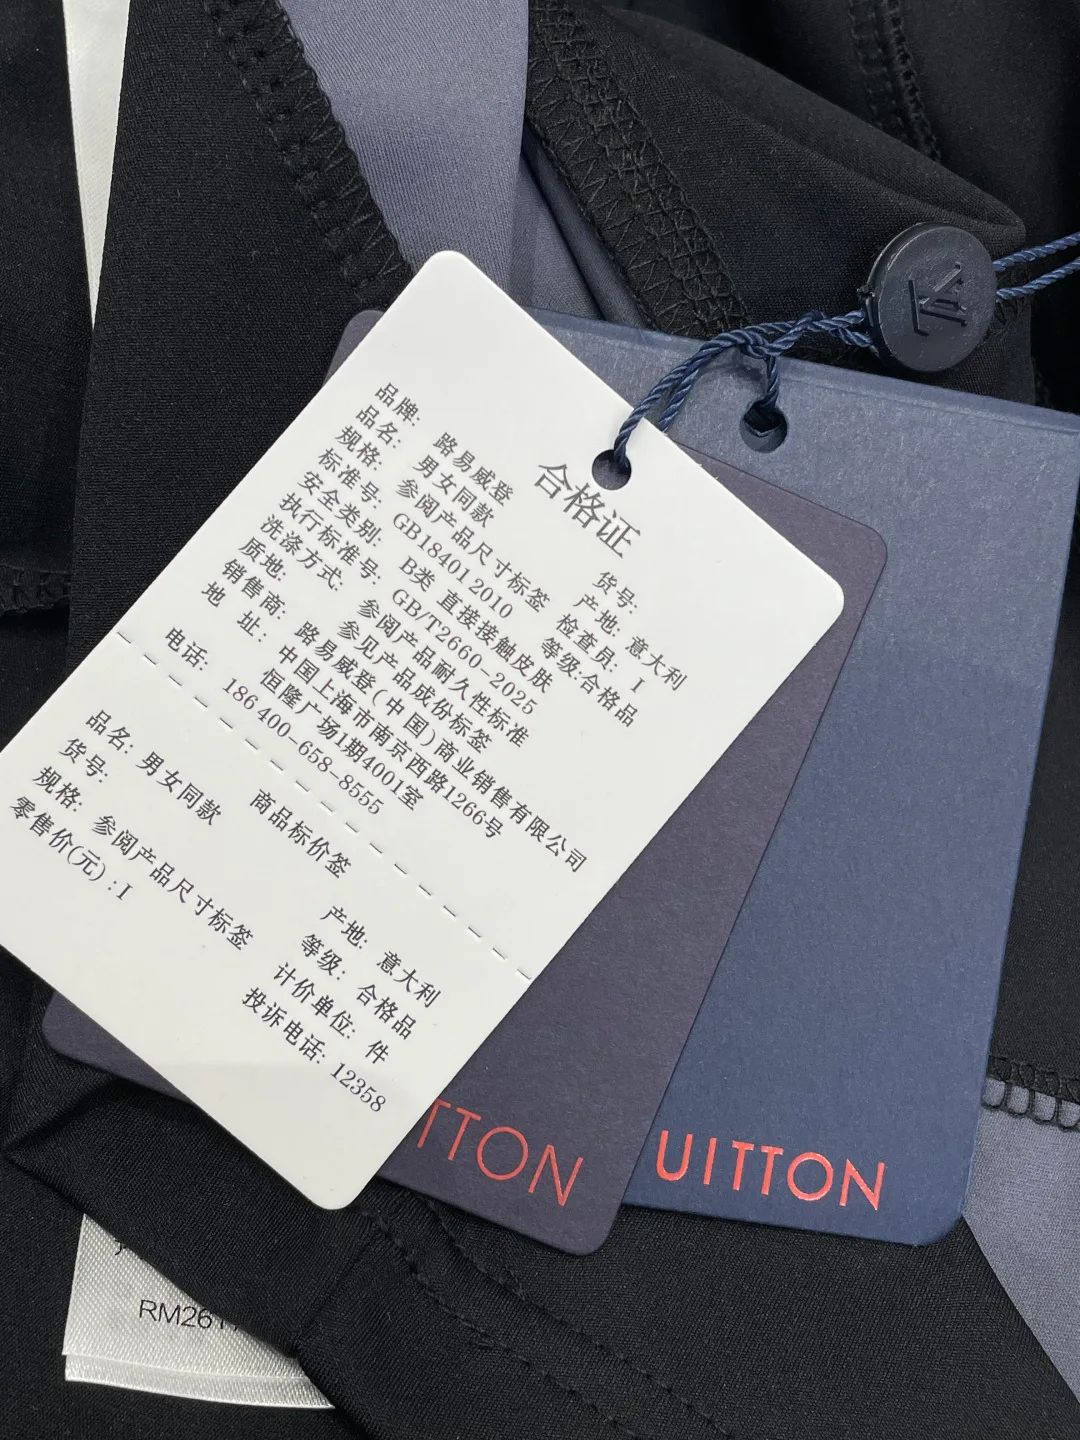 合格证
品牌: 路易威登
货号:
品名: 男女同款
产地: 意大利
规格: 参阅产品尺寸标签
检查员: I
标准号: GB18401 2010
等级:合格品
安全类别: B类 直接接触皮肤
执行标准号: GB/T2660-2025
洗涤方式: 参阅产品耐久性标准
质地: 参见产品成份标签
销售商: 路易威登(中国)商业销售有限公司
地 址: 中国上海市南京西路1266号
恒隆广场1期4001室
电话: 186 400-658-8555
商品标价签
品名: 男女同款
产地: 意大利
货号:
等级: 合格品
规格: 参阅产品尺寸标签
计价单位: 件
零售价(元) : I
投诉电话: 12358
TTON
UITTON